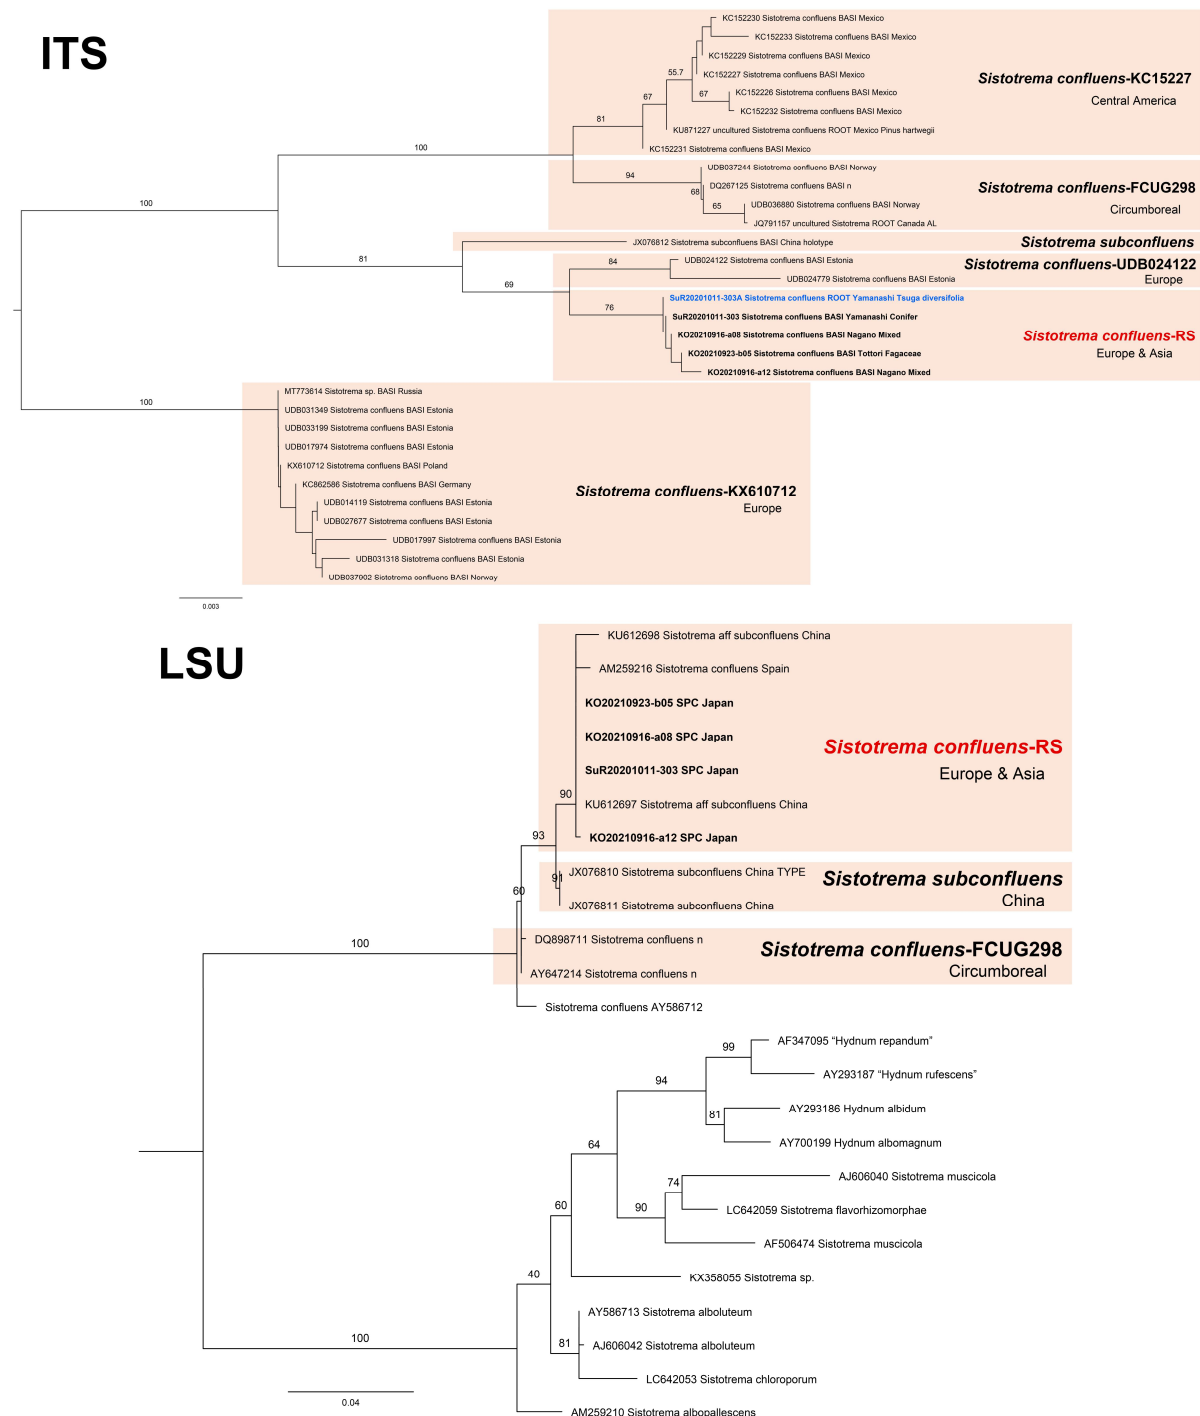 ITS
KC152230 Sistotrema confluens BASI Mexico
KC152233 Sistotrema confluens BASI Mexico
KC152229 Sistotrema confluens BASI Mexico
55.7
KC152227 Sistotrema confluens BASI Mexico
Sistotrema confluens-KC15227
67
67
KC152226 Sistotrema confluens BASI Mexico
Central America
KC152232 Sistotrema confluens BASI Mexico
81
KU871227 uncultured Sistotrema confluens ROOT Mexico Pinus hartwegii
100
KC152231 Sistotrema confluens BASI Mexico
UDB037244 Sistotrema confluens BASI Norway
94
DQ267125 Sistotrema confluens BASI n
Sistotrema confluens-FCUG298
68
65
UDB036880 Sistotrema confluens BASI Norway
Circumboreal
100
JQ791157 uncultured Sistotrema ROOT Canada AL
JX076812 Sistotrema subconfluens BASI China holotype
Sistotrema subconfluens
81
84
UDB024122 Sistotrema confluens BASI Estonia
Sistotrema confluens-UDB024122
69
UDB024779 Sistotrema confluens BASI Estonia
Europe
SuR20201011-303A Sistotrema confluens ROOT Yamanashi Tsuga diversifolia
76
SuR20201011-303 Sistotrema confluens BASI Yamanashi Conifer
KO20210916-a08 Sistotrema confluens BASI Nagano Mixed
Sistotrema confluens-RS
KO20210923-b05 Sistotrema confluens BASI Tottori Fagaceae
Europe & Asia
KO20210916-a12 Sistotrema confluens BASI Nagano Mixed
MT773614 Sistotrema sp. BASI Russia
100
UDB031349 Sistotrema confluens BASI Estonia
UDB033199 Sistotrema confluens BASI Estonia
UDB017974 Sistotrema confluens BASI Estonia
KX610712 Sistotrema confluens BASI Poland
KC862586 Sistotrema confluens BASI Germany
Sistotrema confluens-KX610712
UDB014119 Sistotrema confluens BASI Estonia
Europe
UDB027677 Sistotrema confluens BASI Estonia
UDB017997 Sistotrema confluens BASI Estonia
UDB031318 Sistotrema confluens BASI Estonia
UDB037002 Sistotrema confluens BASI Norway
0.003
LSU
KU612698 Sistotrema aff subconfluens China
AM259216 Sistotrema confluens Spain
KO20210923-b05 SPC Japan
KO20210916-a08 SPC Japan
Sistotrema confluens-RS
SuR20201011-303 SPC Japan
Europe & Asia
90
KU612697 Sistotrema aff subconfluens China
93
KO20210916-a12 SPC Japan
JX076810 Sistotrema subconfluens China TYPE
Sistotrema subconfluens
91
60
JX076811 Sistotrema subconfluens China
China
100
DQ898711 Sistotrema confluens n
Sistotrema confluens-FCUG298
AY647214 Sistotrema confluens n
Circumboreal
Sistotrema confluens AY586712
99
AF347095 “Hydnum repandum”
94
AY293187 “Hydnum rufescens”
81
AY293186 Hydnum albidum
64
AY700199 Hydnum albomagnum
74
AJ606040 Sistotrema muscicola
60
90
LC642059 Sistotrema flavorhizomorphae
AF506474 Sistotrema muscicola
40
KX358055 Sistotrema sp.
AY586713 Sistotrema alboluteum
100
81
AJ606042 Sistotrema alboluteum
LC642053 Sistotrema chloroporum
0.04
AM259210 Sistotrema albopallescens